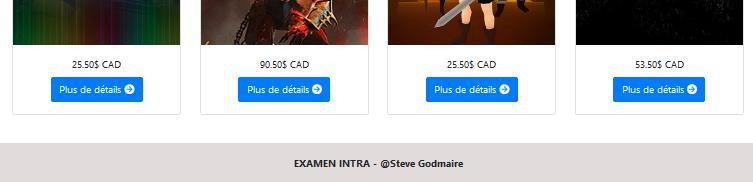 25.50$ CAD
90.50$ CAD
25.50$ CAD
53.50$ CAD
Plus de détails
Plus de détails
Plus de détails
Plus de détails
EXAMEN INTRA - @Steve Godmaire